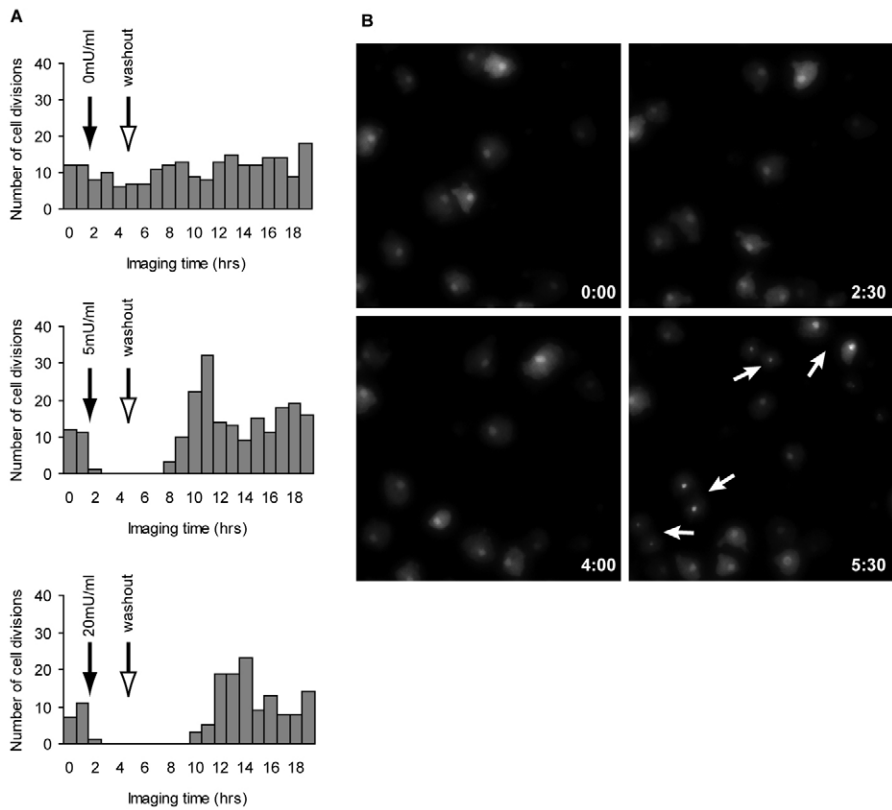 A
0mU/ml
washout
Number of cell divisions
40
30
20
10
0
0 2 4 6 8 10 12 14 16 18
Imaging time (hrs)
5mU/ml
washout
Number of cell divisions
40
30
20
10
0
0 2 4 6 8 10 12 14 16 18
Imaging time (hrs)
20mU/ml
washout
Number of cell divisions
40
30
20
10
0
0 2 4 6 8 10 12 14 16 18
Imaging time (hrs)
B
0:00
2:30
4:00
5:30